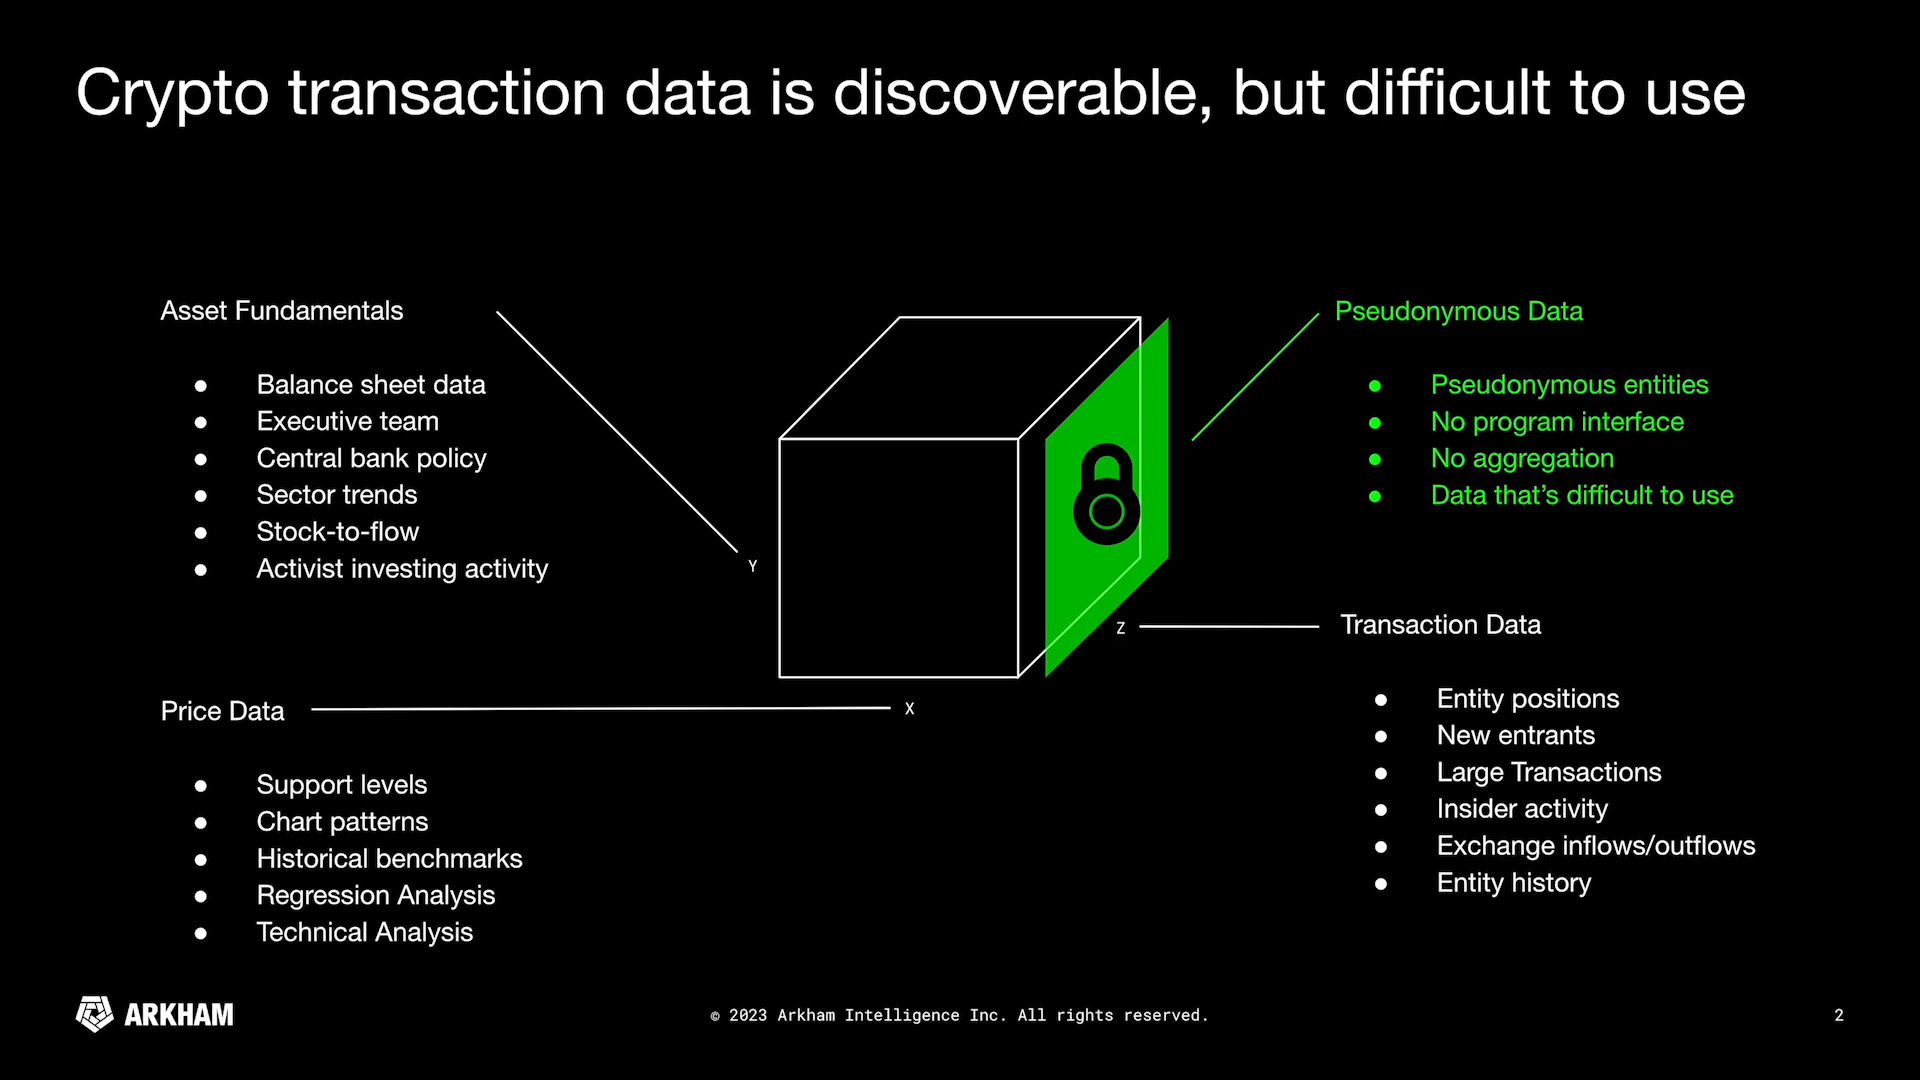 Crypto transaction data is discoverable, but difficult to use
Asset Fundamentals
● Balance sheet data
● Executive team
● Central bank policy
● Sector trends
● Stock-to-flow
● Activist investing activity
Y
Price Data
X
● Support levels
● Chart patterns
● Historical benchmarks
● Regression Analysis
● Technical Analysis
Pseudonymous Data
● Pseudonymous entities
● No program interface
● No aggregation
● Data that’s difficult to use
Z
Transaction Data
● Entity positions
● New entrants
● Large Transactions
● Insider activity
● Exchange inflows/outflows
● Entity history
ARKHAM
© 2023 Arkham Intelligence Inc. All rights reserved.
2